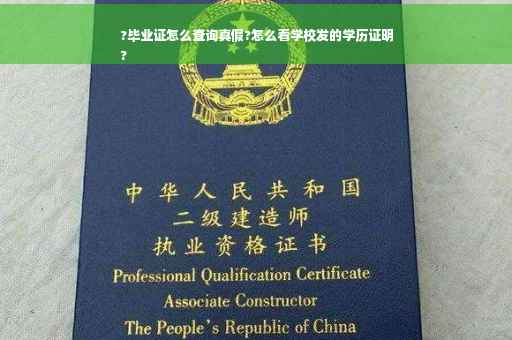 ?毕业证怎么查询真假?怎么看学校发的学历证明
?
中华人民共和国
二级建造师
执业资格证书
Professional Qualification Certificate
Associate Constructor
The People's Republic of China